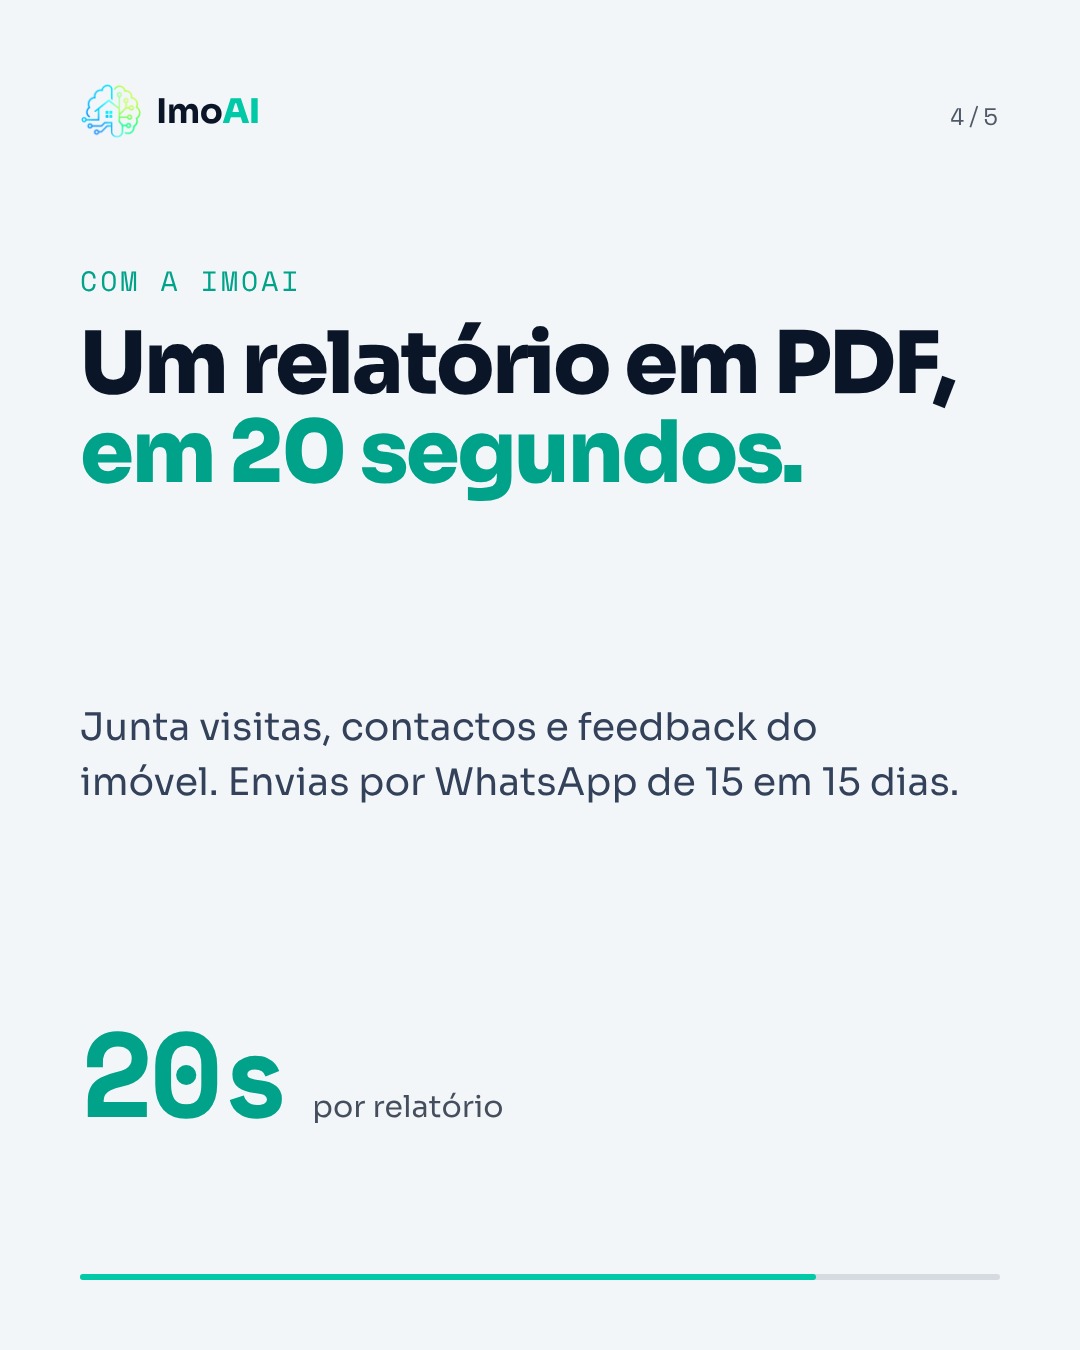 ImoAI
4/5
COM A IMOAI
Um relatório em PDF,
em 20 segundos.
Junta visitas, contactos e feedback do
imóvel. Envias por WhatsApp de 15 em 15 dias.
20s por relatório